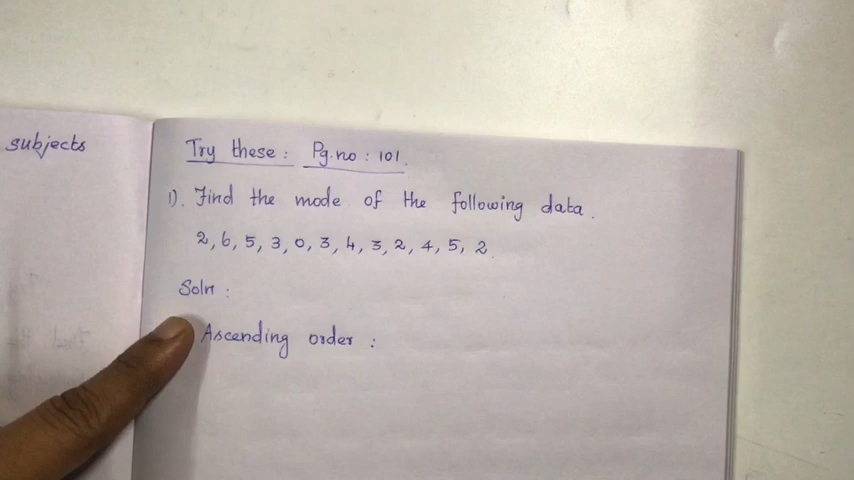 subjects
Try these : Pg.no : 101.
1). Find the mode of the following data.
2, 6, 5, 3, 0, 3, 4, 3, 2, 4, 5, 2.
Soln :
Ascending order :